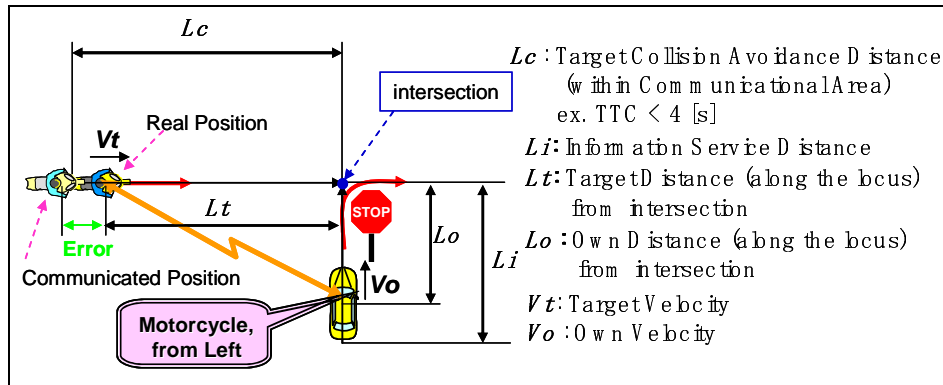 Lc
intersection
Real Position
Vt
Lt
Error
Communicated Position
STOP
Lo
Li
Vo
Motorcycle,
from Left
Lc : Target Collision Avoidance Distance
(within Communicational Area)
ex. TTC < 4 [s]
Li: Information Service Distance
Lt: Target Distance (along the locus)
from intersection
Lo : Own Distance (along the locus)
from intersection
Vt: Target Velocity
Vo : Own Velocity